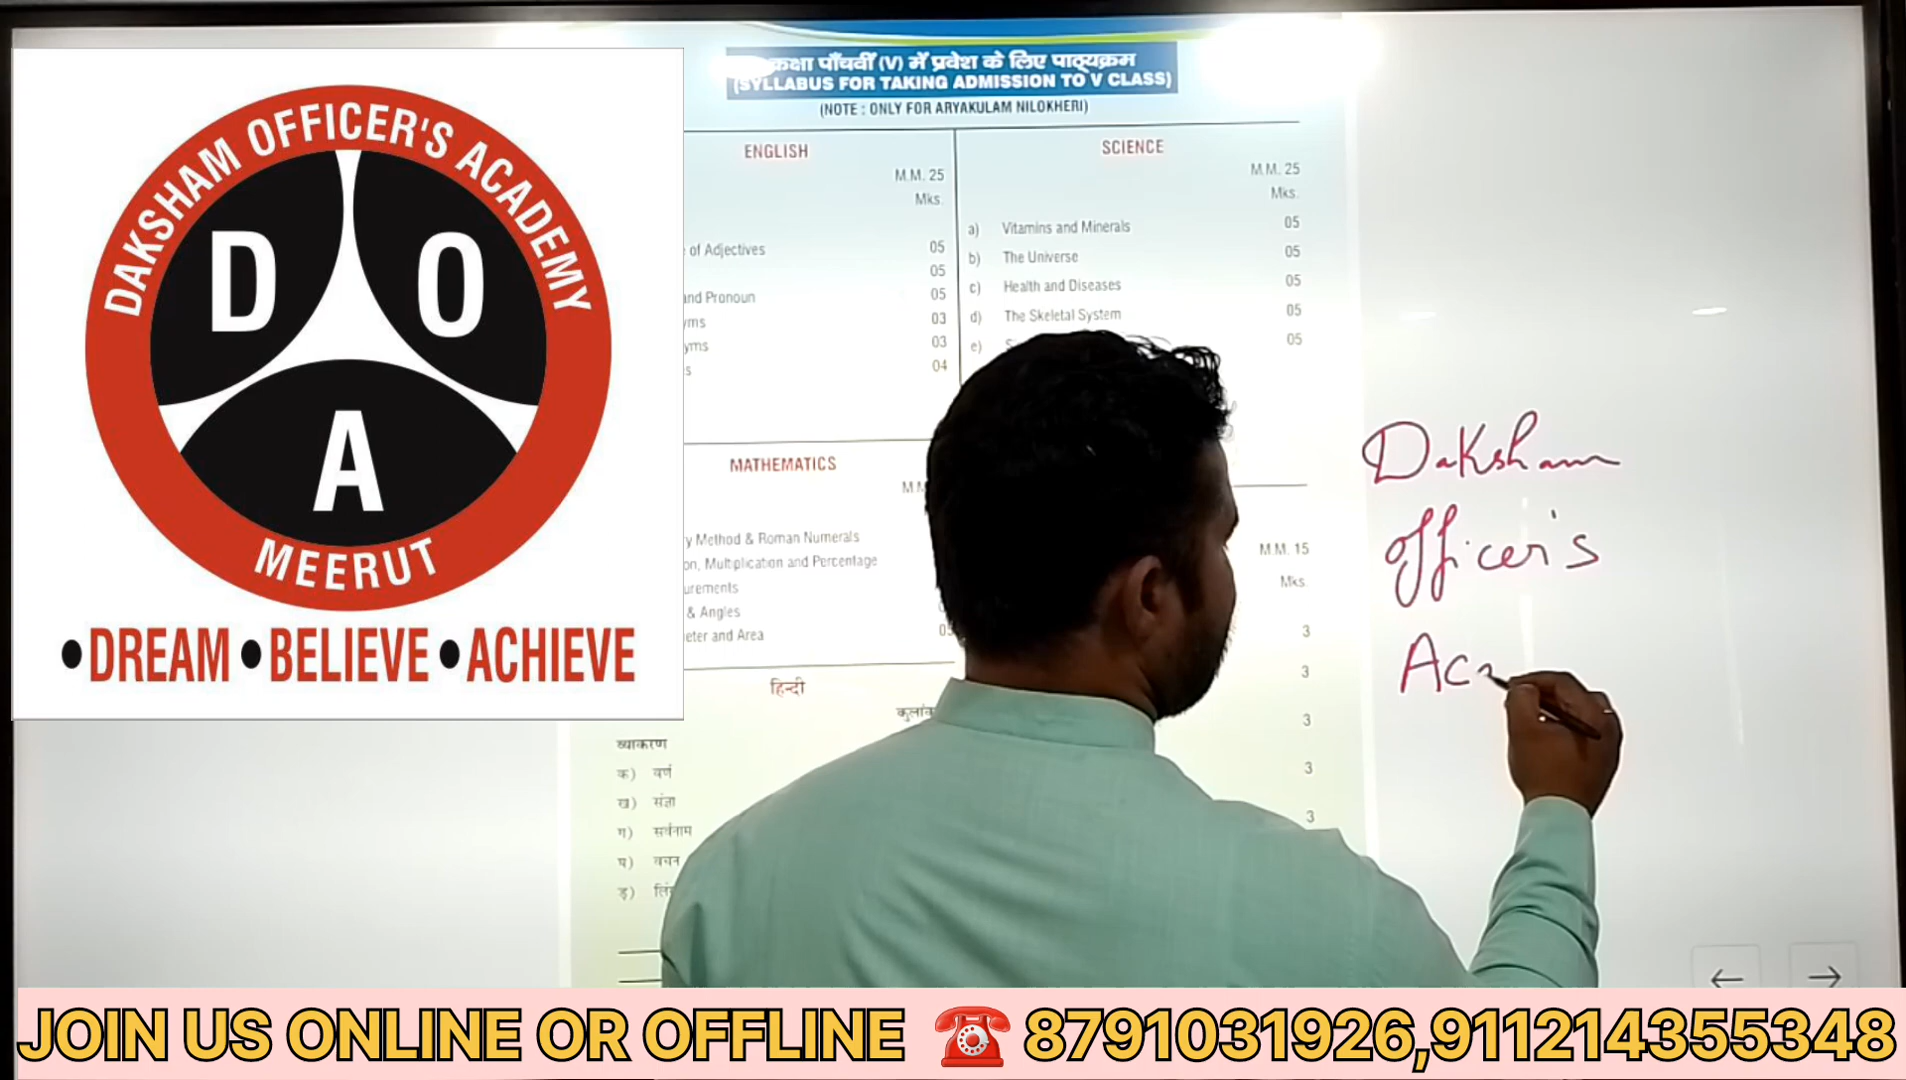 DAKSHAM OFFICER'S ACADEMY
D O
A
MEERUT
•DREAM •BELIEVE •ACHIEVE
कक्षा पाँचवीं (V) में प्रवेश के लिए पाठ्यक्रम
(SYLLABUS FOR TAKING ADMISSION TO V CLASS)
(NOTE : ONLY FOR ARYAKULAM NILOKHERI)
ENGLISH
M.M. 25
Mks.
of Adjectives 05
05
and Pronoun 05
03
03
04
SCIENCE
M.M. 25
Mks.
a) Vitamins and Minerals 05
b) The Universe 05
c) Health and Diseases 05
d) The Skeletal System 05
e) 05
MATHEMATICS
Method & Roman Numerals
Multiplication and Percentage
& Angles
and Area 05
M.M. 15
Mks.
3
3
3
3
3
हिन्दी
व्याकरण
क) वर्ण
ख) संज्ञा
ग) सर्वनाम
घ) वचन
ड़)
Daksham
Officer's
Aca
JOIN US ONLINE OR OFFLINE ☎️ 8791031926,911214355348